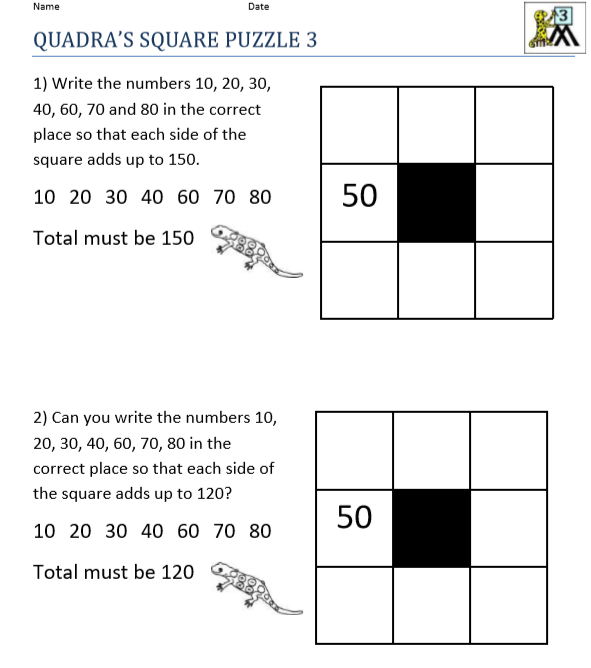 Name Date
3
QUADRA'S SQUARE PUZZLE 3
1) Write the numbers 10, 20, 30,
40, 60, 70 and 80 in the correct
place so that each side of the
square adds up to 150.
10 20 30 40 60 70 80
Total must be 150
50
2) Can you write the numbers 10,
20, 30, 40, 60, 70, 80 in the
correct place so that each side of
the square adds up to 120?
10 20 30 40 60 70 80
Total must be 120
50